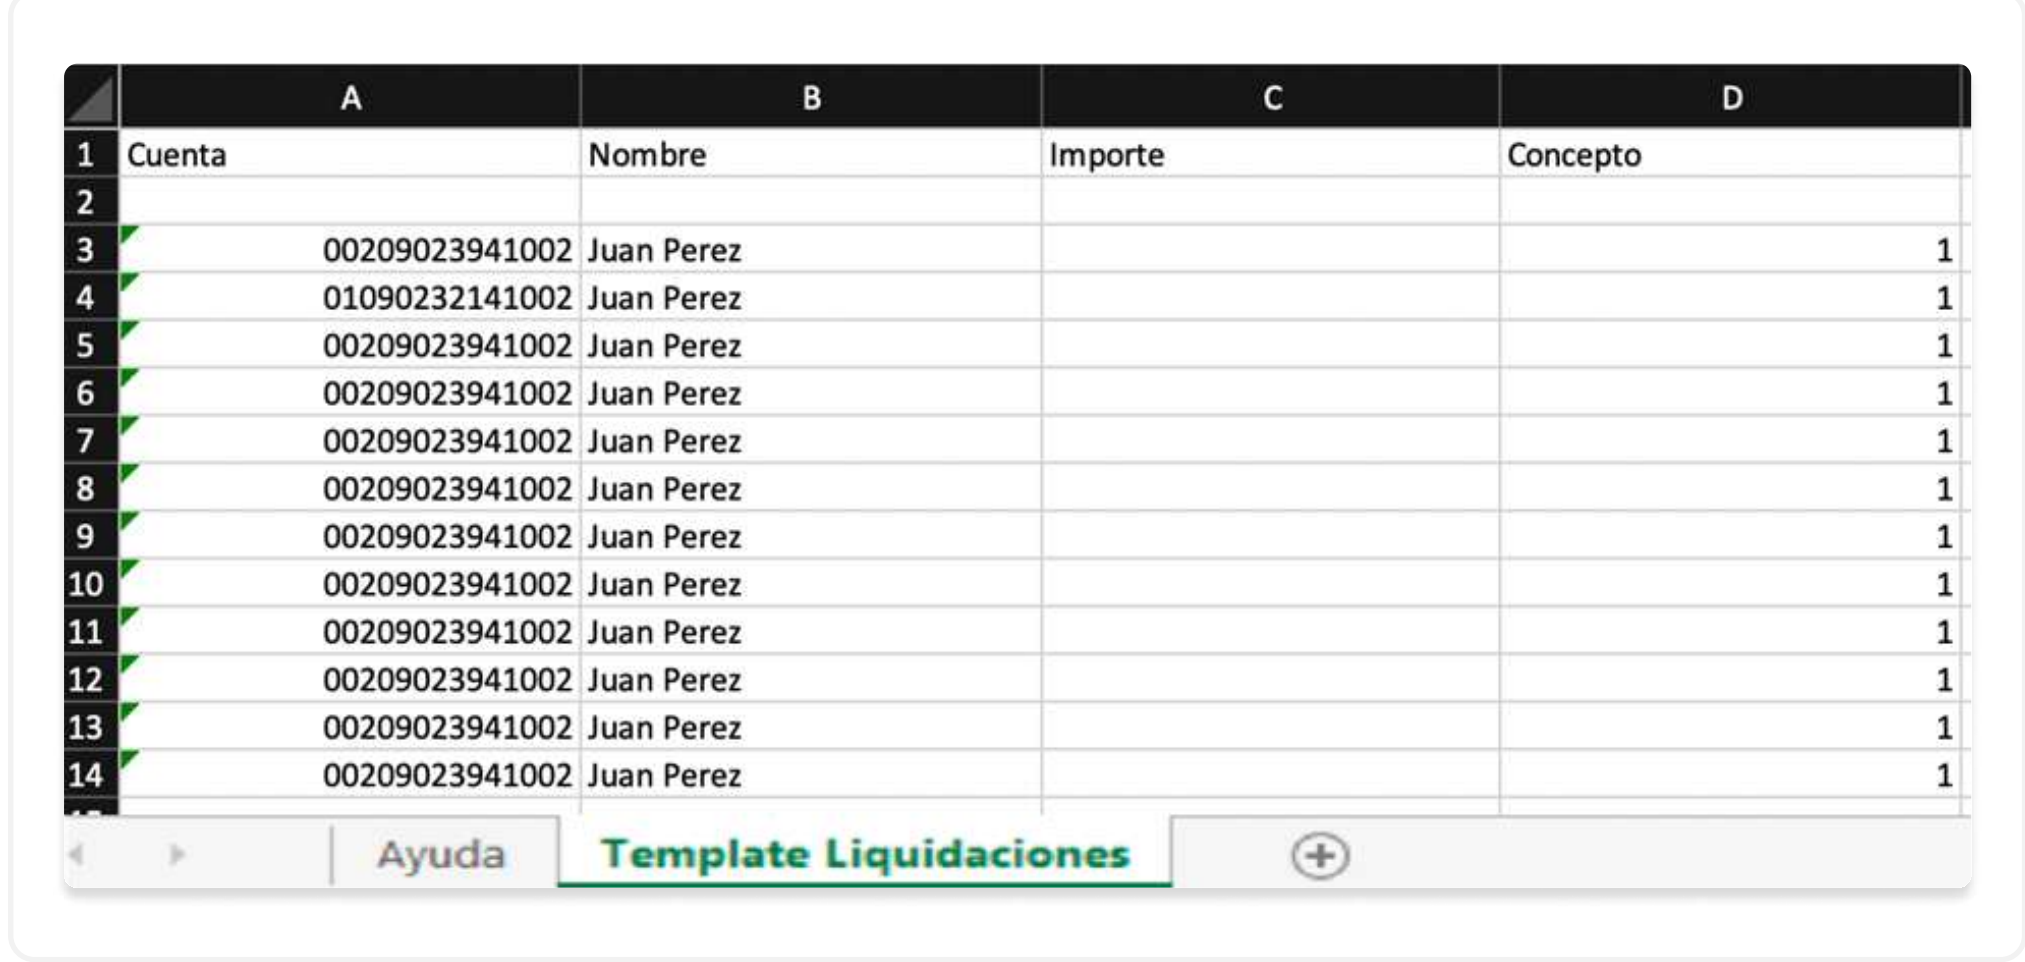 A B C D
1 Cuenta Nombre Importe Concepto
2
3 00209023941002 Juan Perez 1
4 01090232141002 Juan Perez 1
5 00209023941002 Juan Perez 1
6 00209023941002 Juan Perez 1
7 00209023941002 Juan Perez 1
8 00209023941002 Juan Perez 1
9 00209023941002 Juan Perez 1
10 00209023941002 Juan Perez 1
11 00209023941002 Juan Perez 1
12 00209023941002 Juan Perez 1
13 00209023941002 Juan Perez 1
14 00209023941002 Juan Perez 1
Ayuda Template Liquidaciones